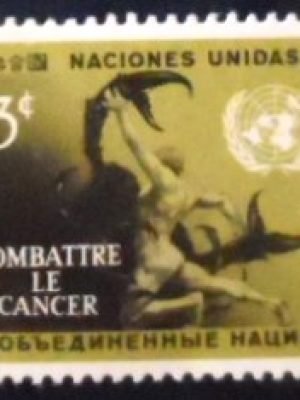 NACIONES UNIDAS
3¢
OMBATTRE
LE
CANCER
ОБЪЕДИНЕННЫЕ НАЦИ